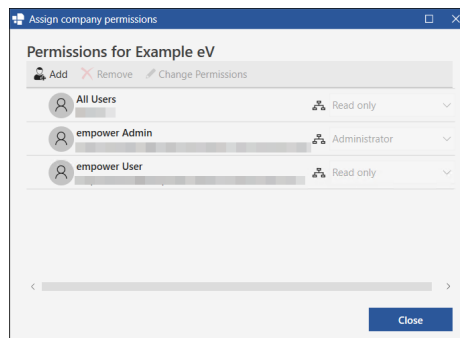 Assign company permissions
Permissions for Example eV
Add Remove Change Permissions
All Users
Read only
empower Admin
Administrator
empower User
Read only
Close